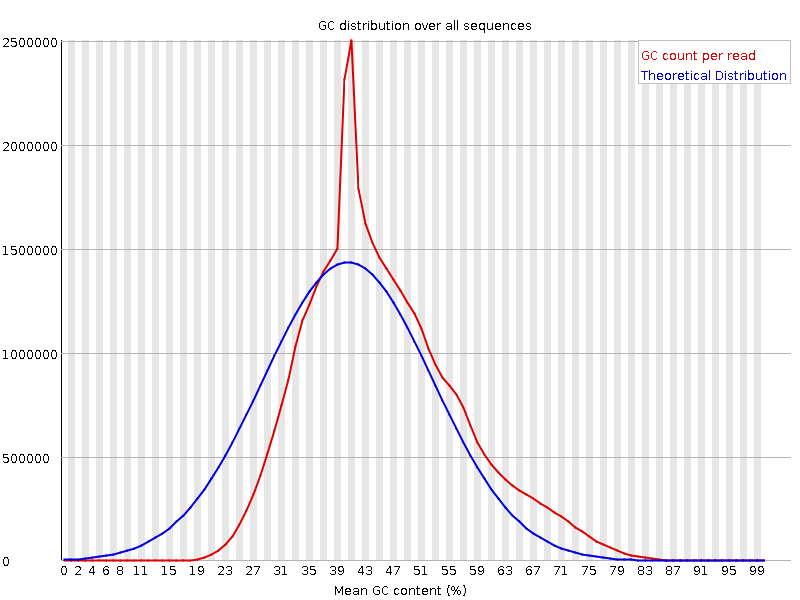 GC distribution over all sequences
GC count per read
Theoretical Distribution
2500000
2000000
1500000
1000000
500000
0
0 2 4 6 8 11 15 19 23 27 31 35 39 43 47 51 55 59 63 67 71 75 79 83 87 91 95 99
Mean GC content (%)